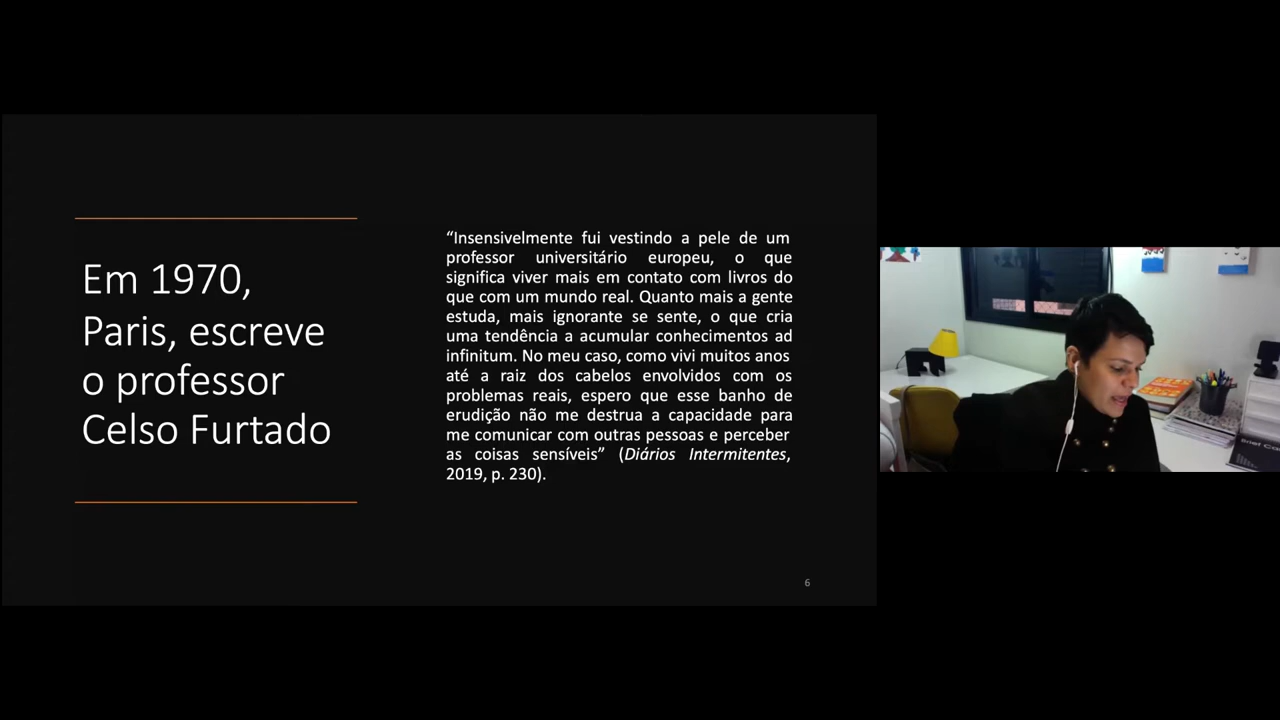 Em 1970,
Paris, escreve
o professor
Celso Furtado
“Insensivelmente fui vestindo a pele de um
professor universitário europeu, o que
significa viver mais em contato com livros do
que com um mundo real. Quanto mais a gente
estuda, mais ignorante se sente, o que cria
uma tendência a acumular conhecimentos ad
infinitum. No meu caso, como vivi muitos anos
até a raiz dos cabelos envolvidos com os
problemas reais, espero que esse banho de
erudição não me destrua a capacidade para
me comunicar com outras pessoas e perceber
as coisas sensíveis” (Diários Intermitentes,
2019, p. 230).
6